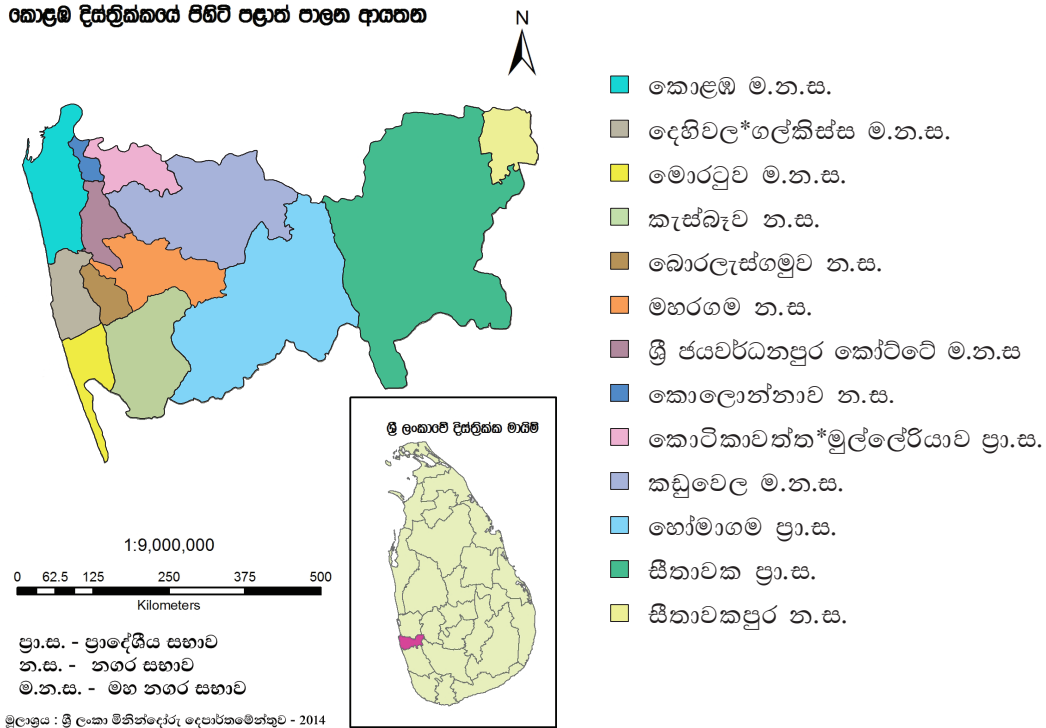 කොළඹ දිස්ත්‍රික්කයේ පිහිටි පළාත් පාලන ආයතන
N
කොළඹ ම.න.ස.
දෙහිවල*ගල්කිස්ස ම.න.ස.
මොරටුව ම.න.ස.
කැස්බෑව න.ස.
බොරලැස්ගමුව න.ස.
මහරගම න.ස.
ශ්‍රී ජයවර්ධනපුර කෝට්ටේ ම.න.ස
කොලොන්නාව න.ස.
කොටිකාවත්ත*මුල්ලේරියාව ප්‍රා.ස.
කඩුවෙල ම.න.ස.
හෝමාගම ප්‍රා.ස.
සීතාවක ප්‍රා.ස.
සීතාවකපුර න.ස.
ශ්‍රී ලංකාවේ දිස්ත්‍රික්ක මායිම්
1:9,000,000
0 62.5 125 250 375 500
Kilometers
ප්‍රා.ස. - ප්‍රාදේශීය සභාව
න.ස. - නගර සභාව
ම.න.ස. - මහ නගර සභාව
මූලාශ්‍රය : ශ්‍රී ලංකා මිනින්දෝරු දෙපාර්තමේන්තුව - 2014